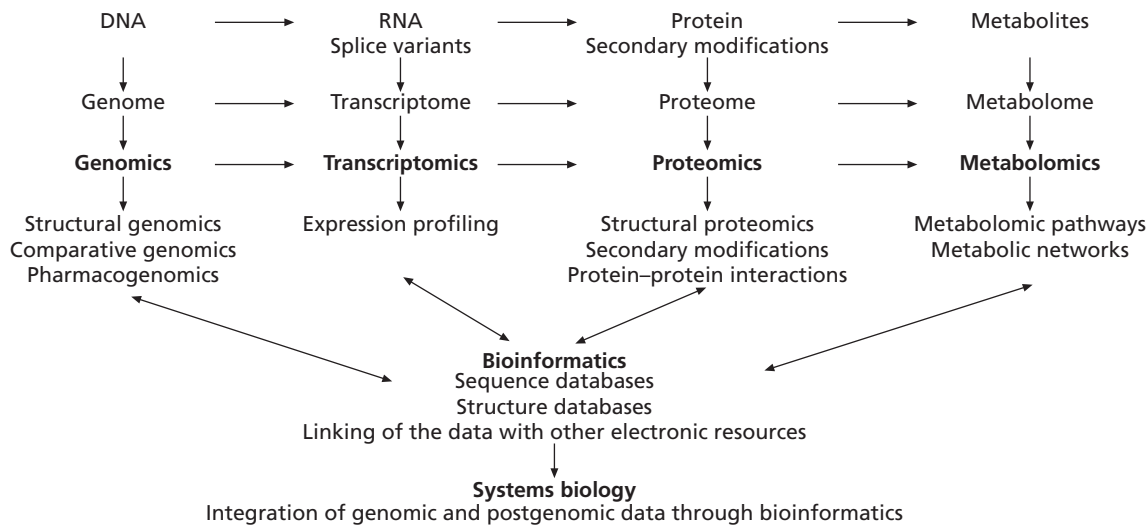 DNA
RNA
Protein
Metabolites
Splice variants
Secondary modifications
Genome
Transcriptome
Proteome
Metabolome
Genomics
Transcriptomics
Proteomics
Metabolomics
Structural genomics
Expression profiling
Structural proteomics
Metabolomic pathways
Comparative genomics
Secondary modifications
Metabolic networks
Pharmacogenomics
Protein–protein interactions
Bioinformatics
Sequence databases
Structure databases
Linking of the data with other electronic resources
Systems biology
Integration of genomic and postgenomic data through bioinformatics